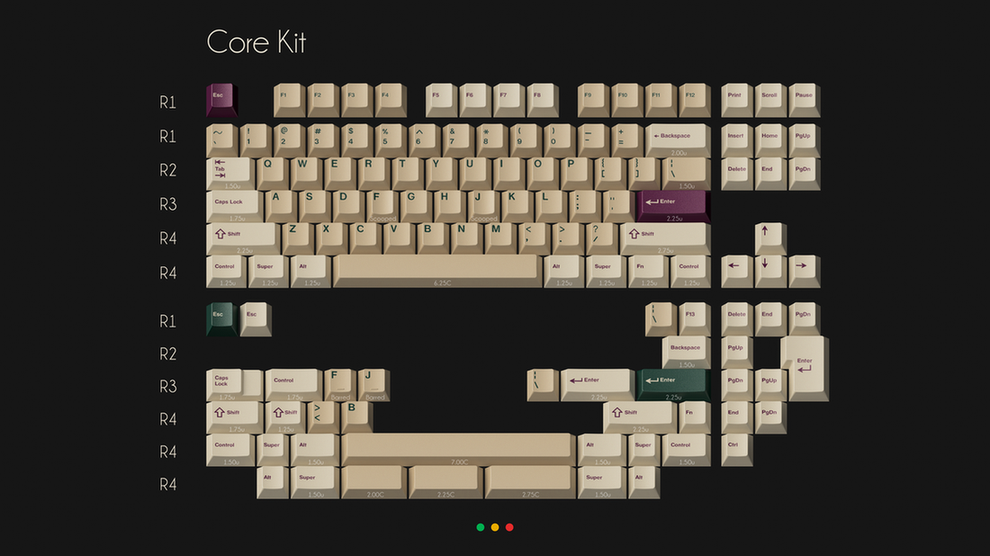 Core Kit
R1 Esc F1 F2 F3 F4 F5 F6 F7 F8 F9 F10 F11 F12 Print Scroll Pause
R1 ~ ! @ # $ % ^ & * ( ) _ + ← Backspace Insert Home PgUp
` 1 2 3 4 5 6 7 8 9 0 - = 2.00u
R2 Tab Q W E R T Y U I O P { } | Delete End PgDn
1.50u [ ] \ 1.50u
R3 Caps Lock A S D F G H J K L : " Enter
1.75u Scooped Scooped ; ' 2.25u
R4 Shift Z X C V B N M < > ? Shift ↑
2.25u , . / 2.75u
R4 Control Super Alt Alt Super Fn Control ← ↓ →
1.25u 1.25u 1.25u 6.25C 1.25u 1.25u 1.25u 1.25u
R1 Esc Esc | \ F13 Delete End PgDn
R2 Backspace PgUp Enter
1.50u
R3 Caps Lock Control F J | \ Enter Enter PgDn PgUp
1.75u 1.75u Barred Barred 2.25u 2.25u
R4 Shift Shift > < B Shift Fn End PgDn
1.75u 1.25u 1.75u
R4 Control Super Alt Alt Super Control Ctrl
1.50u 1.50u 7.00C 1.50u 1.50u
R4 Alt Super Super Alt
1.50u 2.00C 2.25C 2.75C 1.50u